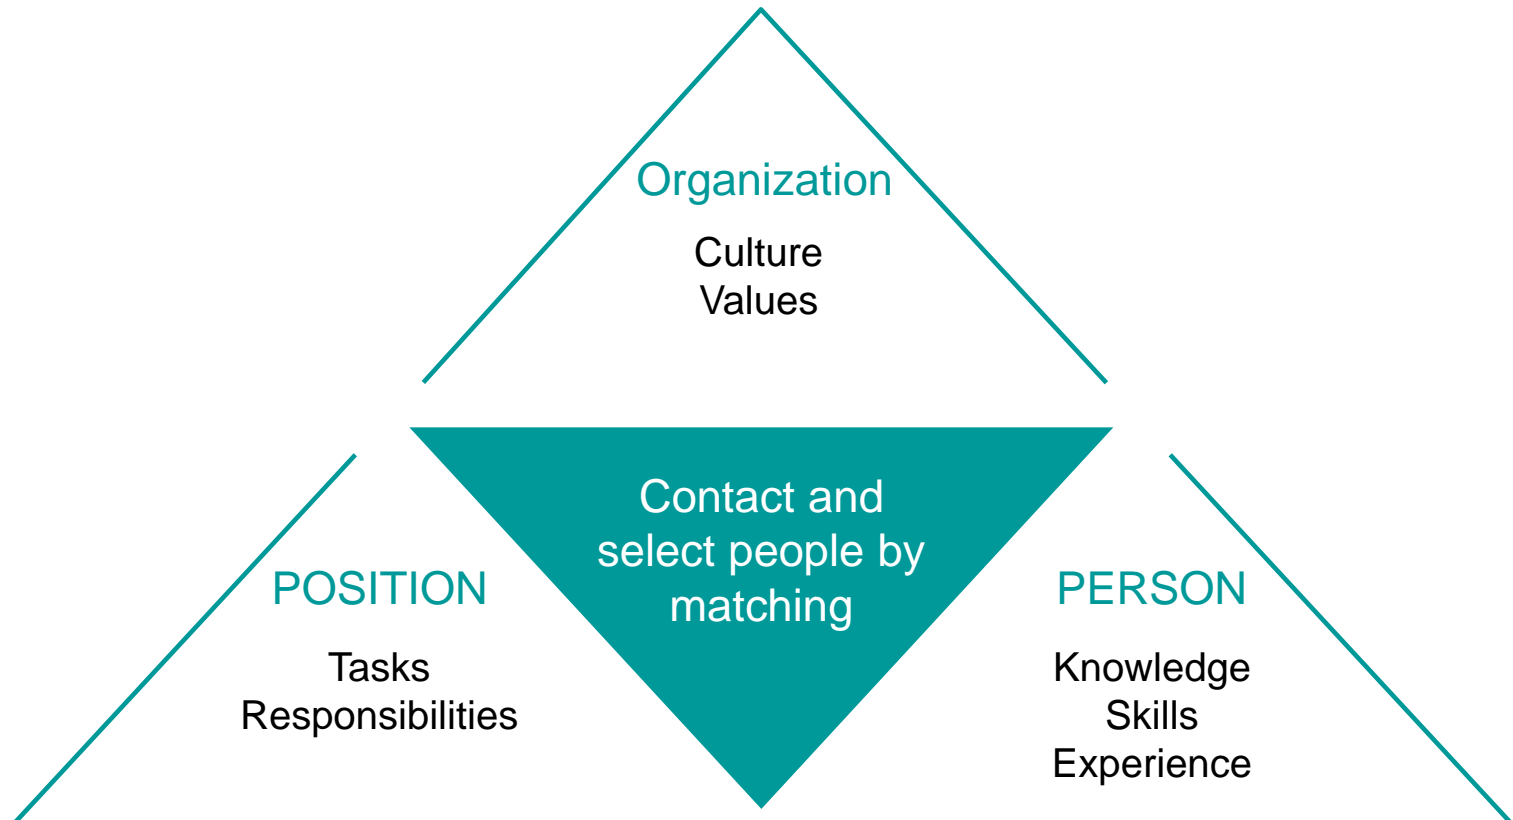 Organization
Culture
Values
Contact and
select people by
matching
POSITION
Tasks
Responsibilities
PERSON
Knowledge
Skills
Experience